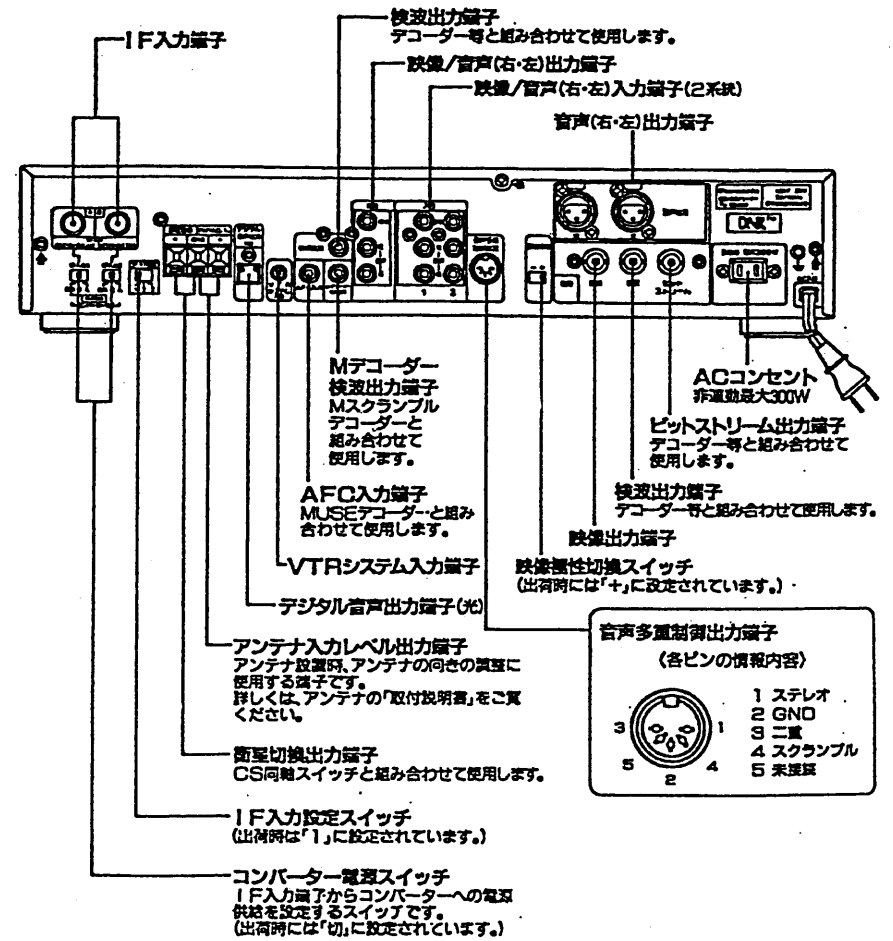 検波出力端子
デコーダー等と組み合わせて使用します。
IF入力端子
映像/音声(右・左)出力端子
映像/音声(右・左)入力端子(2系統)
音声(右・左)出力端子
1 2
Mデコーダー
検波出力端子
Mスクランブル
デコーダーと
組み合わせて
使用します。
ACコンセント
非連動最大300W
ビットストリーム出力端子
デコーダー等と組み合わせて
使用します。
AFC入力端子
MUSEデコーダーと組み
合わせて使用します。
検波出力端子
デコーダー等と組み合わせて使用します。
映像出力端子
VTRシステム入力端子
映像極性切換スイッチ
(出荷時には「+」に設定されています。)
デジタル音声出力端子(光)
音声多重制御出力端子
〈各ピンの情報内容〉
1 ステレオ
2 GND
3 二重
4 スクランブル
5 未接続
3 1
5 4
2
アンテナ入力レベル出力端子
アンテナ設置時、アンテナの向きの調整に
使用する端子です。
詳しくは、アンテナの「取付説明書」をご覧
ください。
衛星切換出力端子
CS同軸スイッチと組み合わせて使用します。
IF入力設定スイッチ
(出荷時は「1」に設定されています。)
コンバーター電源スイッチ
IF入力端子からコンバーターへの電源
供給を設定するスイッチです。
(出荷時には「切」に設定されています。)